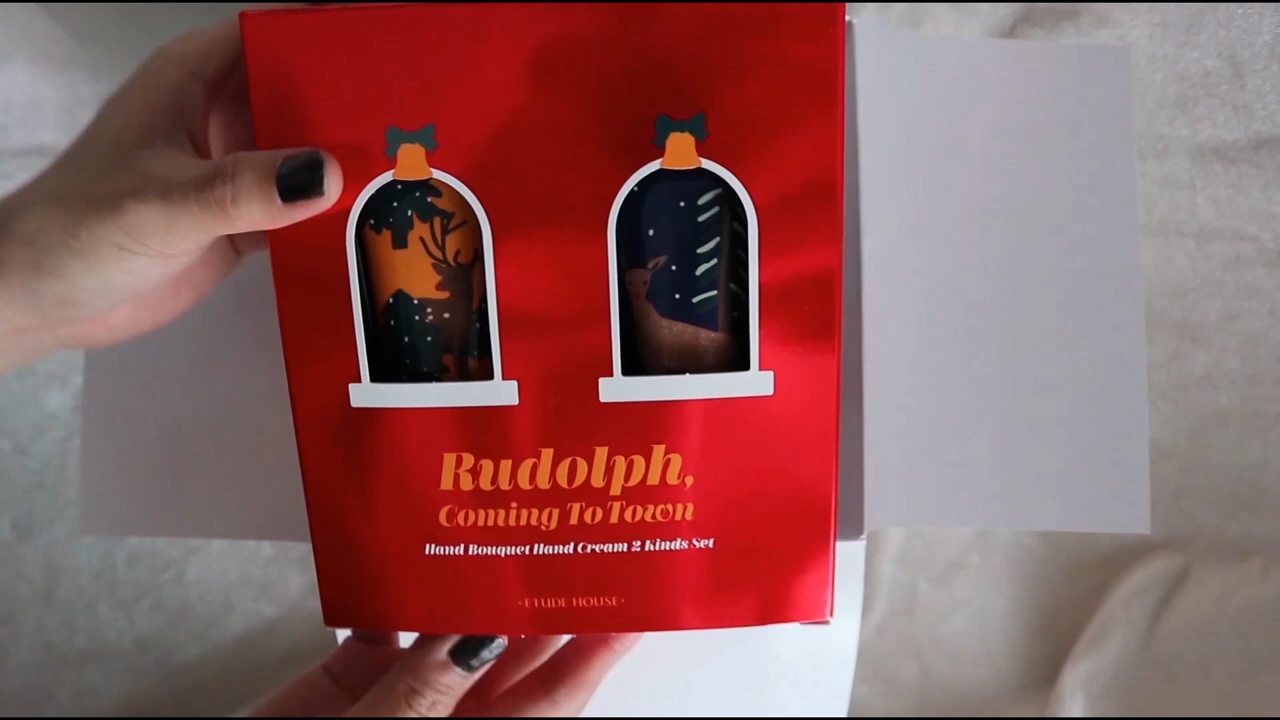 Rudolph,
Coming To Town
Hand Bouquet Hand Cream 2 Kinds Set
·ETUDE HOUSE·